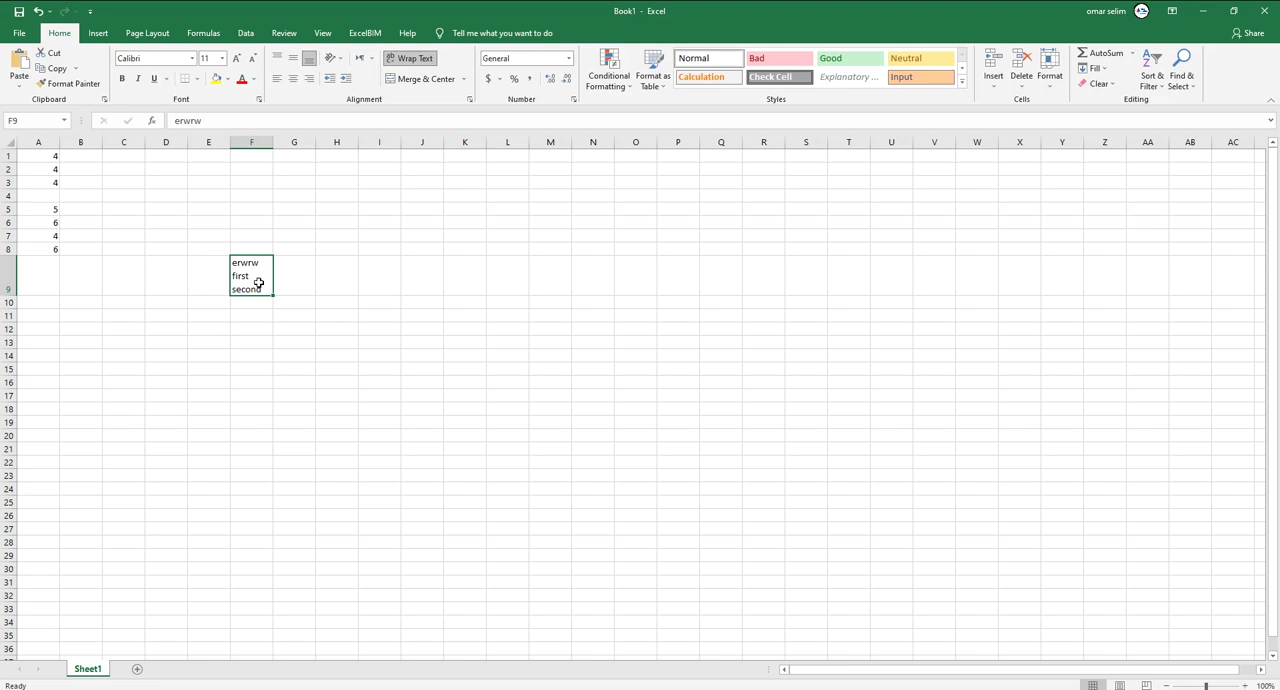 Book1 - Excel
omar selim
File Home Insert Page Layout Formulas Data Review View ExcelBIM Help Tell me what you want to do
Share
Paste
Cut
Copy
Format Painter
Clipboard
Calibri 11
B I U A
Font
Wrap Text
Merge & Center
Alignment
General
$ % ,
Number
Conditional Formatting
Format as Table
Normal Bad Good Neutral
Calculation Check Cell Explanatory ... Input
Styles
Insert Delete Format
Cells
AutoSum
Fill
Clear
Sort & Filter
Find & Select
Editing
F9 fx erwrw
A B C D E F G H I J K L M N O P Q R S T U V W X Y Z AA AB AC
1 4
2 4
3 4
4
5 5
6 6
7 4
8 6
erwrw
first
9 second
10
11
12
13
14
15
16
17
18
19
20
21
22
23
24
25
26
27
28
29
30
31
32
33
34
35
36
Sheet1
Ready
100%